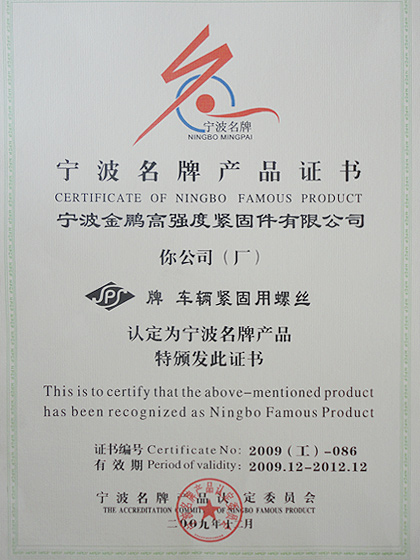 宁波名牌
NINGBO MINGPAI
宁波名牌产品证书
CERTIFICATE OF NINGBO FAMOUS PRODUCT
宁波金鹏高强度紧固件有限公司
你公司（厂）
JPS 牌 车辆紧固用螺丝
认定为宁波名牌产品
特颁发此证书
This is to certify that the above-mentioned product
has been recognized as Ningbo Famous Product
证书编号 Certificate No: 2009（工）-086
有效期 Period of validity: 2009.12-2012.12
宁波名牌产品认定委员会
THE ACCREDITATION COMMITTEE OF NINGBO FAMOUS PRODUCT
二〇〇九年十二月